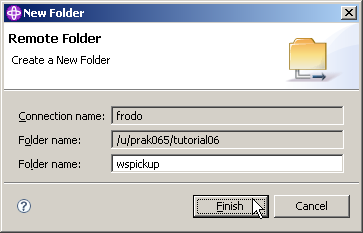 New Folder
Remote Folder
Create a New Folder
Connection name: frodo
Folder name: /u/prak065/tutorial06
Folder name: wspickup
? Finish Cancel